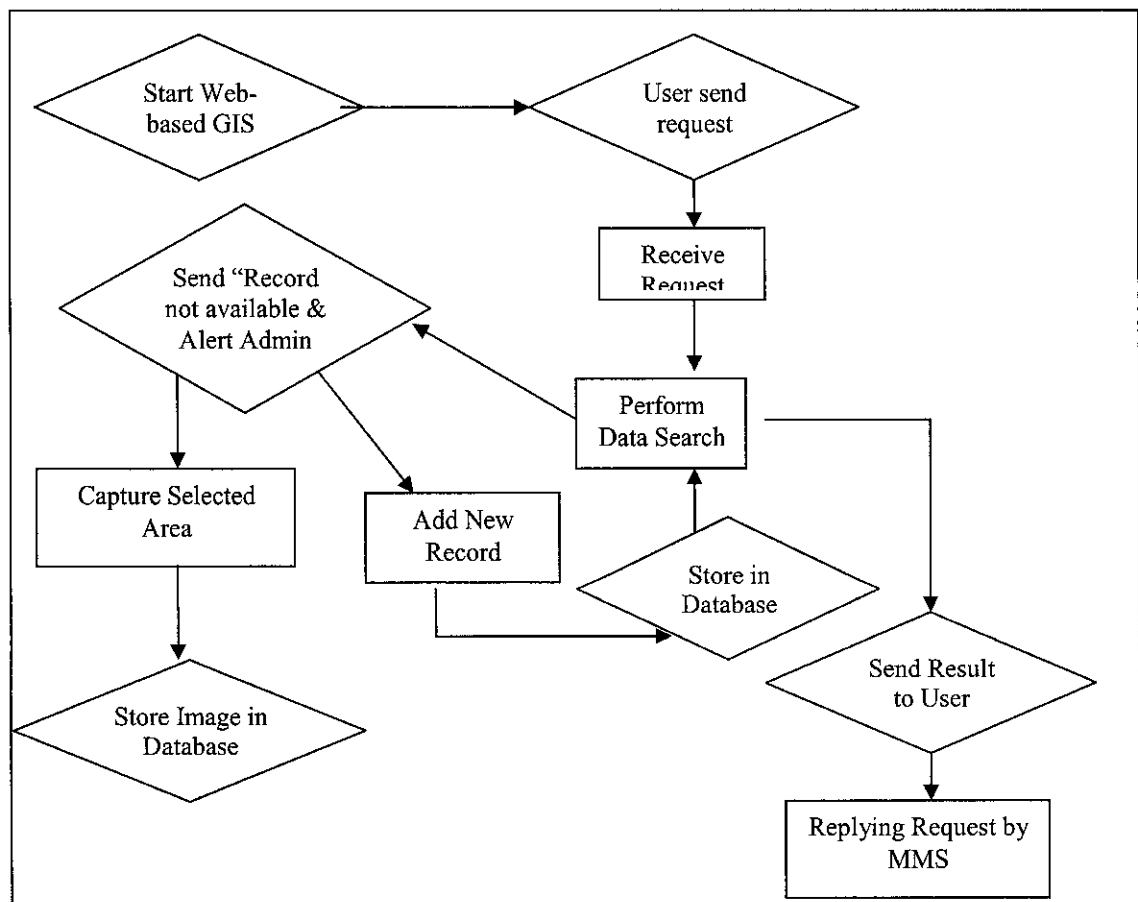 Start Web-
based GIS
User send
request
Receive
Request
Send “Record
not available &
Alert Admin
Perform
Data Search
Capture Selected
Area
Add New
Record
Store in
Database
Send Result
to User
Store Image in
Database
Replying Request by
MMS